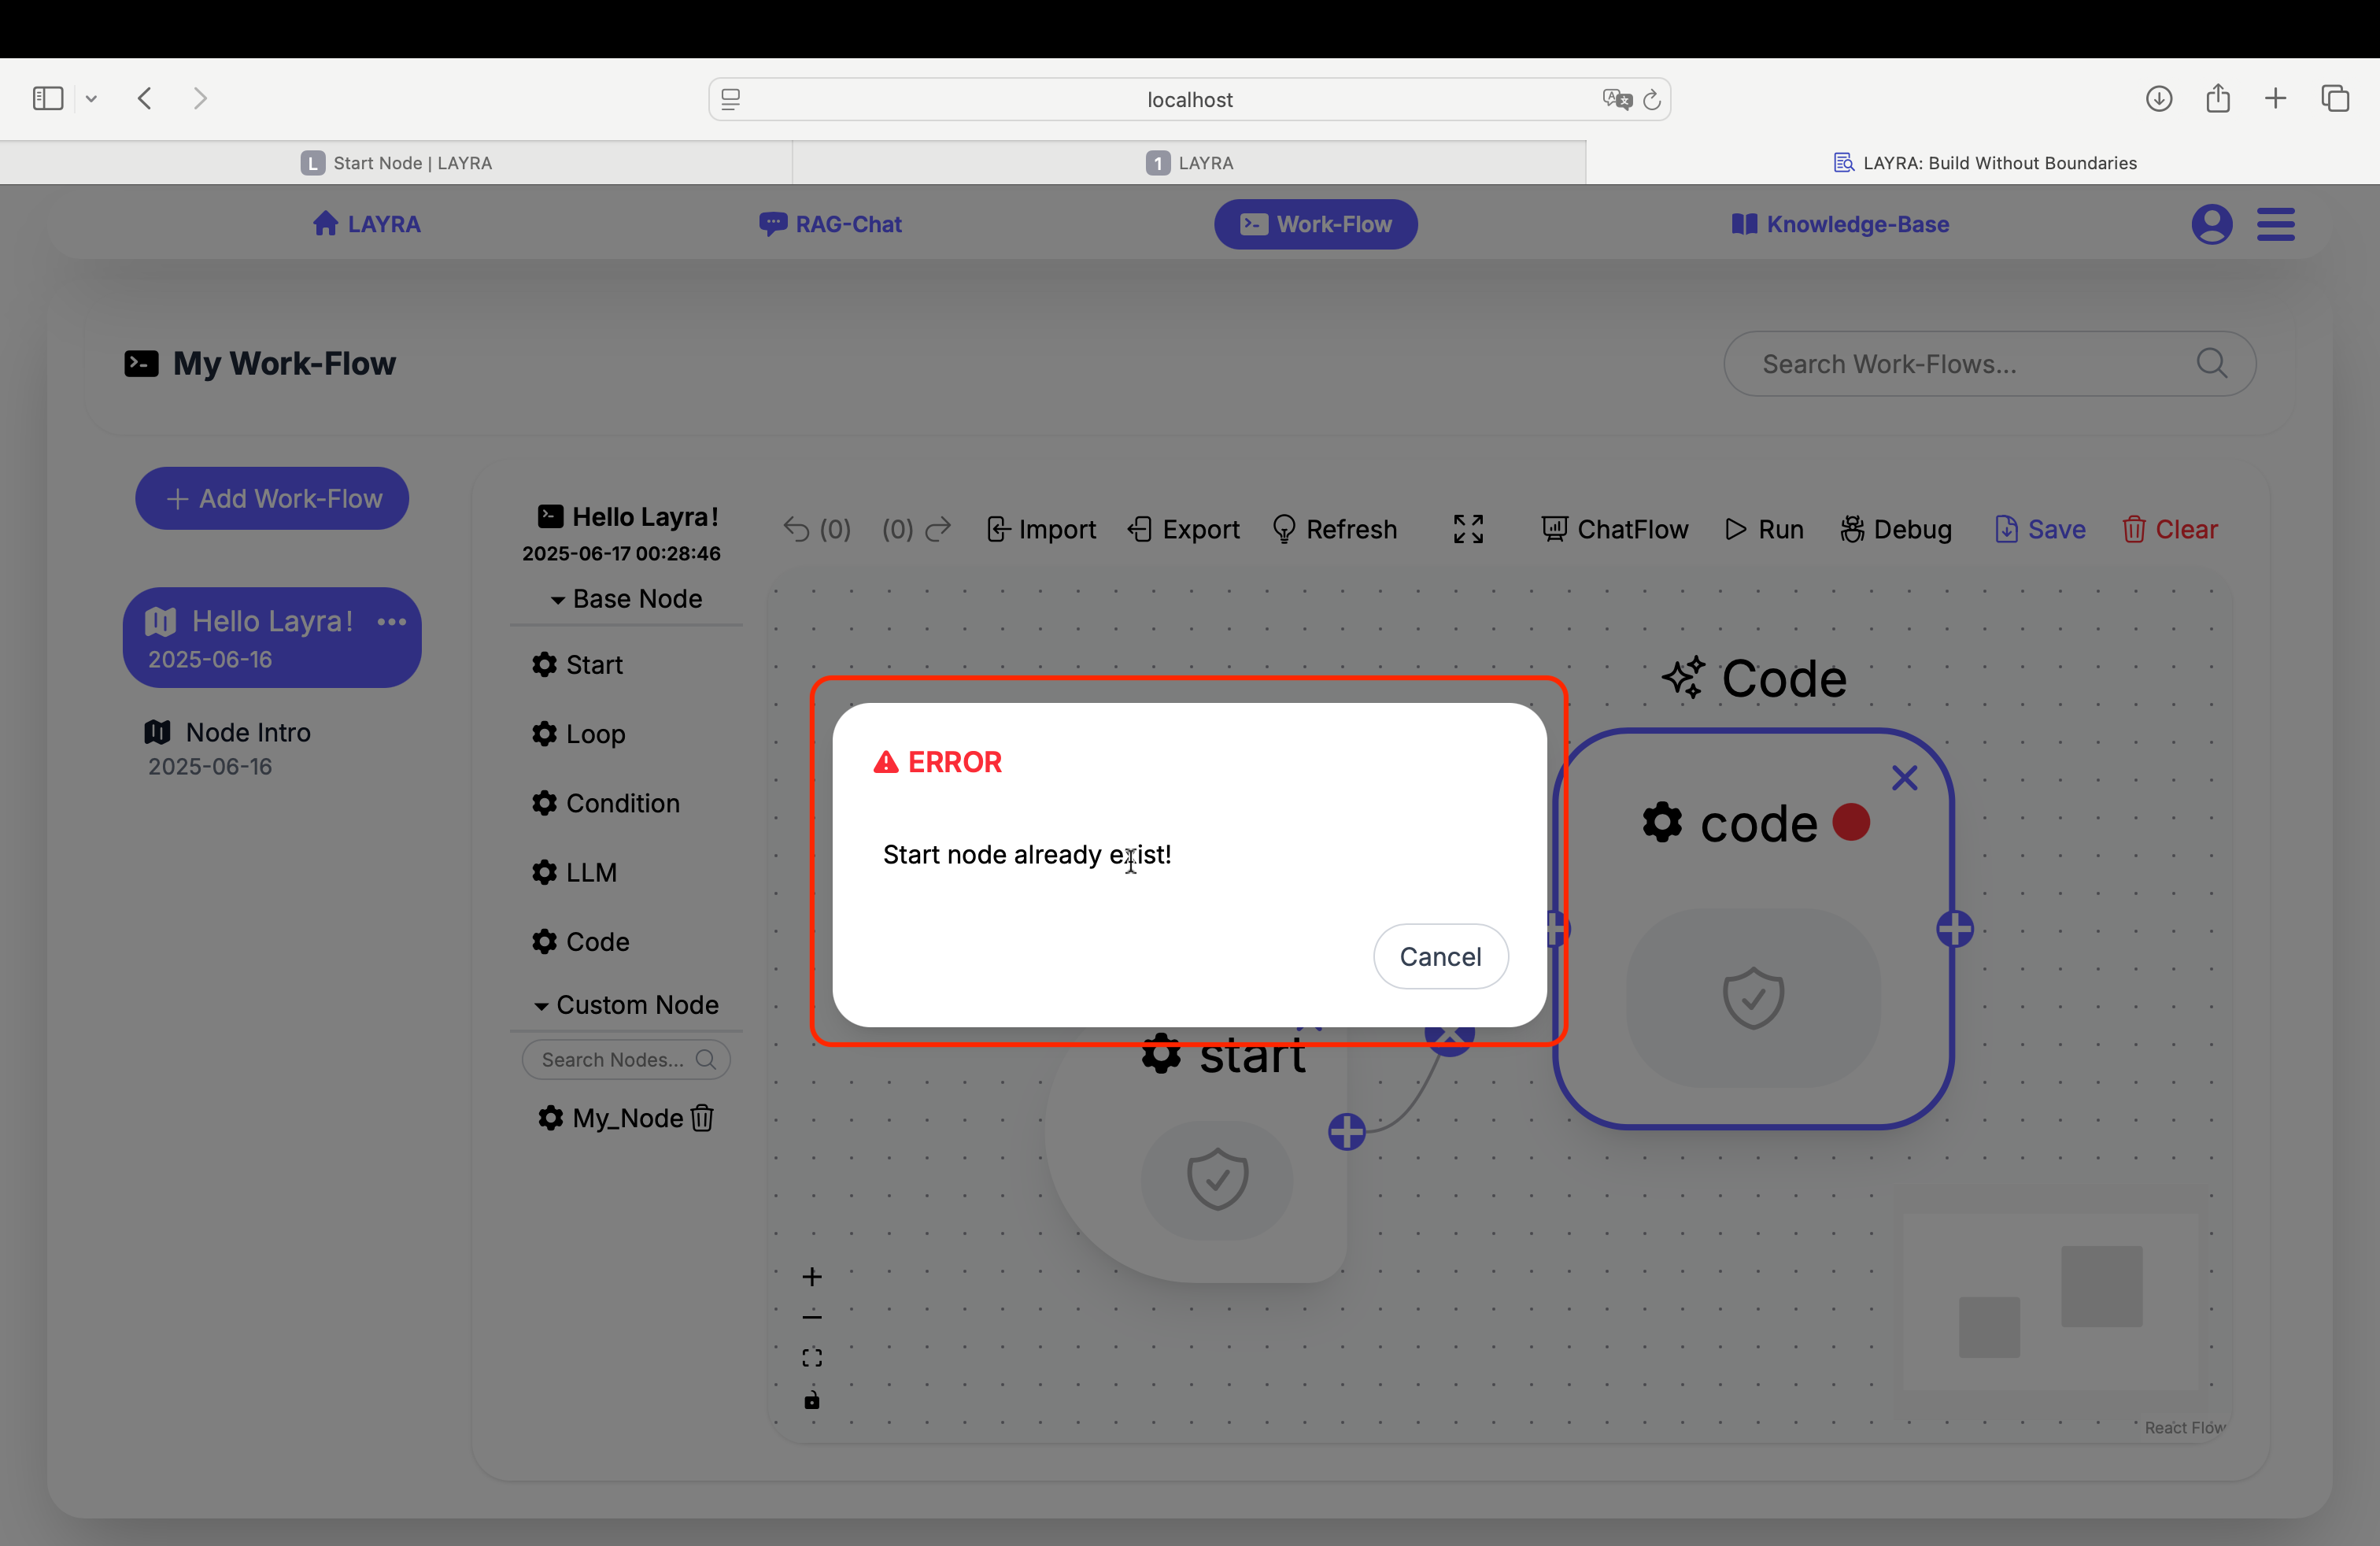 localhost
L Start Node | LAYRA
1 LAYRA
LAYRA: Build Without Boundaries
LAYRA
RAG-Chat
Work-Flow
Knowledge-Base
My Work-Flow
Search Work-Flows...
Add Work-Flow
Hello Layra!
2025-06-16
Node Intro
2025-06-16
Hello Layra!
2025-06-17 00:28:46
Base Node
Start
Loop
Condition
LLM
Code
Custom Node
Search Nodes...
My_Node
(0)
(0)
Import
Export
Refresh
ChatFlow
Run
Debug
Save
Clear
Code
code
ERROR
Start node already exist!
Cancel
start
React Flow